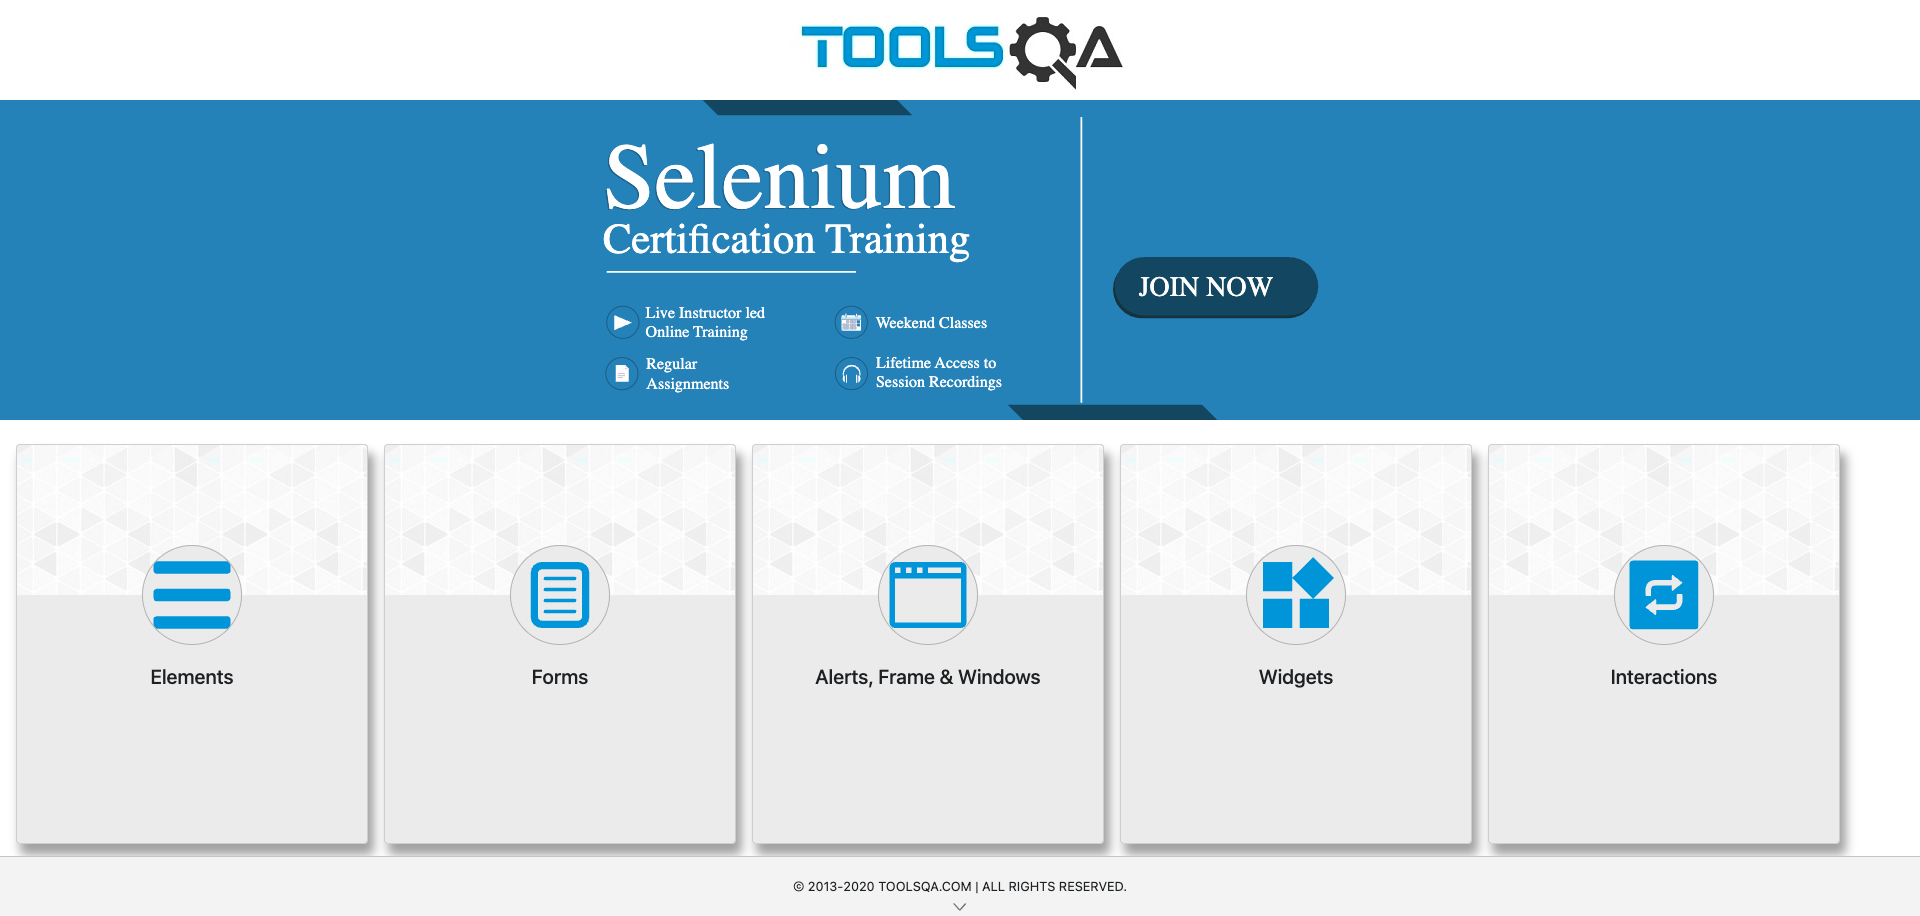 TOOLSQA
Selenium
Certification Training
JOIN NOW
Live Instructor led
Online Training
Weekend Classes
Regular
Assignments
Lifetime Access to
Session Recordings
Elements
Forms
Alerts, Frame & Windows
Widgets
Interactions
© 2013-2020 TOOLSQA.COM | ALL RIGHTS RESERVED.